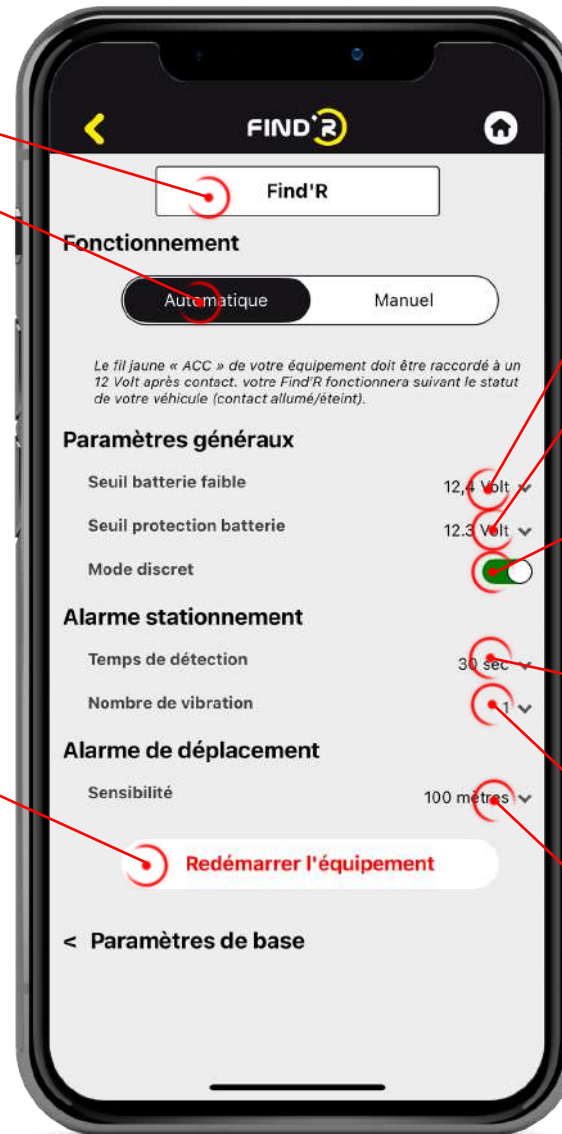 FIND'R
Find'R
Fonctionnement
Automatique Manuel
Le fil jaune « ACC » de votre équipement doit être raccordé à un
12 Volt après contact. votre Find'R fonctionnera suivant le statut
de votre véhicule (contact allumé/éteint).
Paramètres généraux
Seuil batterie faible 12,4 Volt
Seuil protection batterie 12.3 Volt
Mode discret
Alarme stationnement
Temps de détection 30 sec
Nombre de vibration 1
Alarme de déplacement
Sensibilité 100 mètres
Redémarrer l'équipement
< Paramètres de base